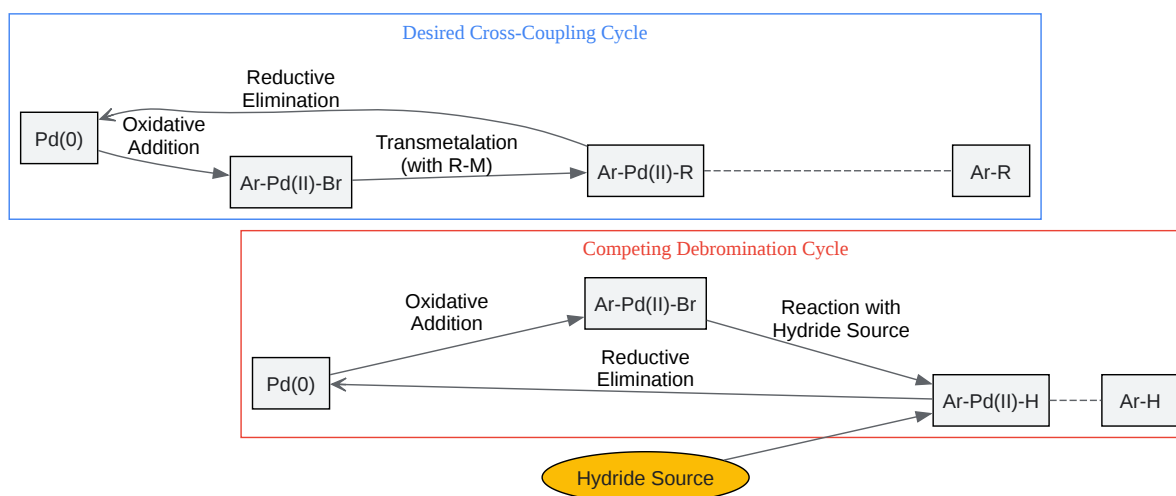 Desired Cross-Coupling Cycle
Reductive
Elimination
Pd(0)
Oxidative
Addition
Ar-Pd(II)-Br
Transmetalation
(with R-M)
Ar-Pd(II)-R
Ar-R
Competing Debromination Cycle
Pd(0)
Oxidative
Addition
Ar-Pd(II)-Br
Reaction with
Hydride Source
Reductive
Elimination
Ar-Pd(II)-H
Ar-H
Hydride Source